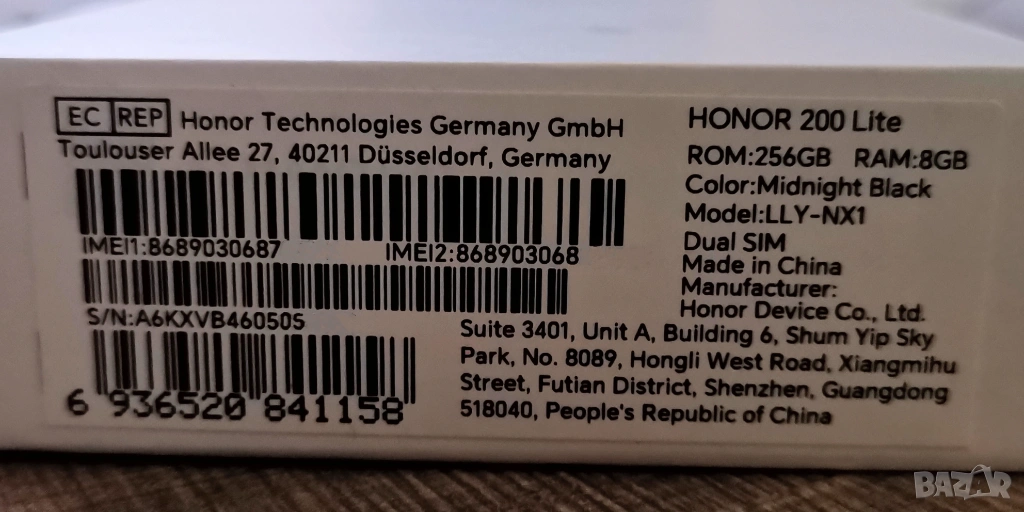 EC REP Honor Technologies Germany GmbH
Toulouser Allee 27, 40211 Düsseldorf, Germany
IMEI1:8689030687 IMEI2:868903068
S/N:A6KXVB46050S
6 936520 841158
HONOR 200 Lite
ROM:256GB RAM:8GB
Color:Midnight Black
Model:LLY-NX1
Dual SIM
Made in China
Manufacturer:
Honor Device Co., Ltd.
Suite 3401, Unit A, Building 6, Shum Yip Sky
Park, No. 8089, Hongli West Road, Xiangmihu
Street, Futian District, Shenzhen, Guangdong
518040, People's Republic of China
BAZAR